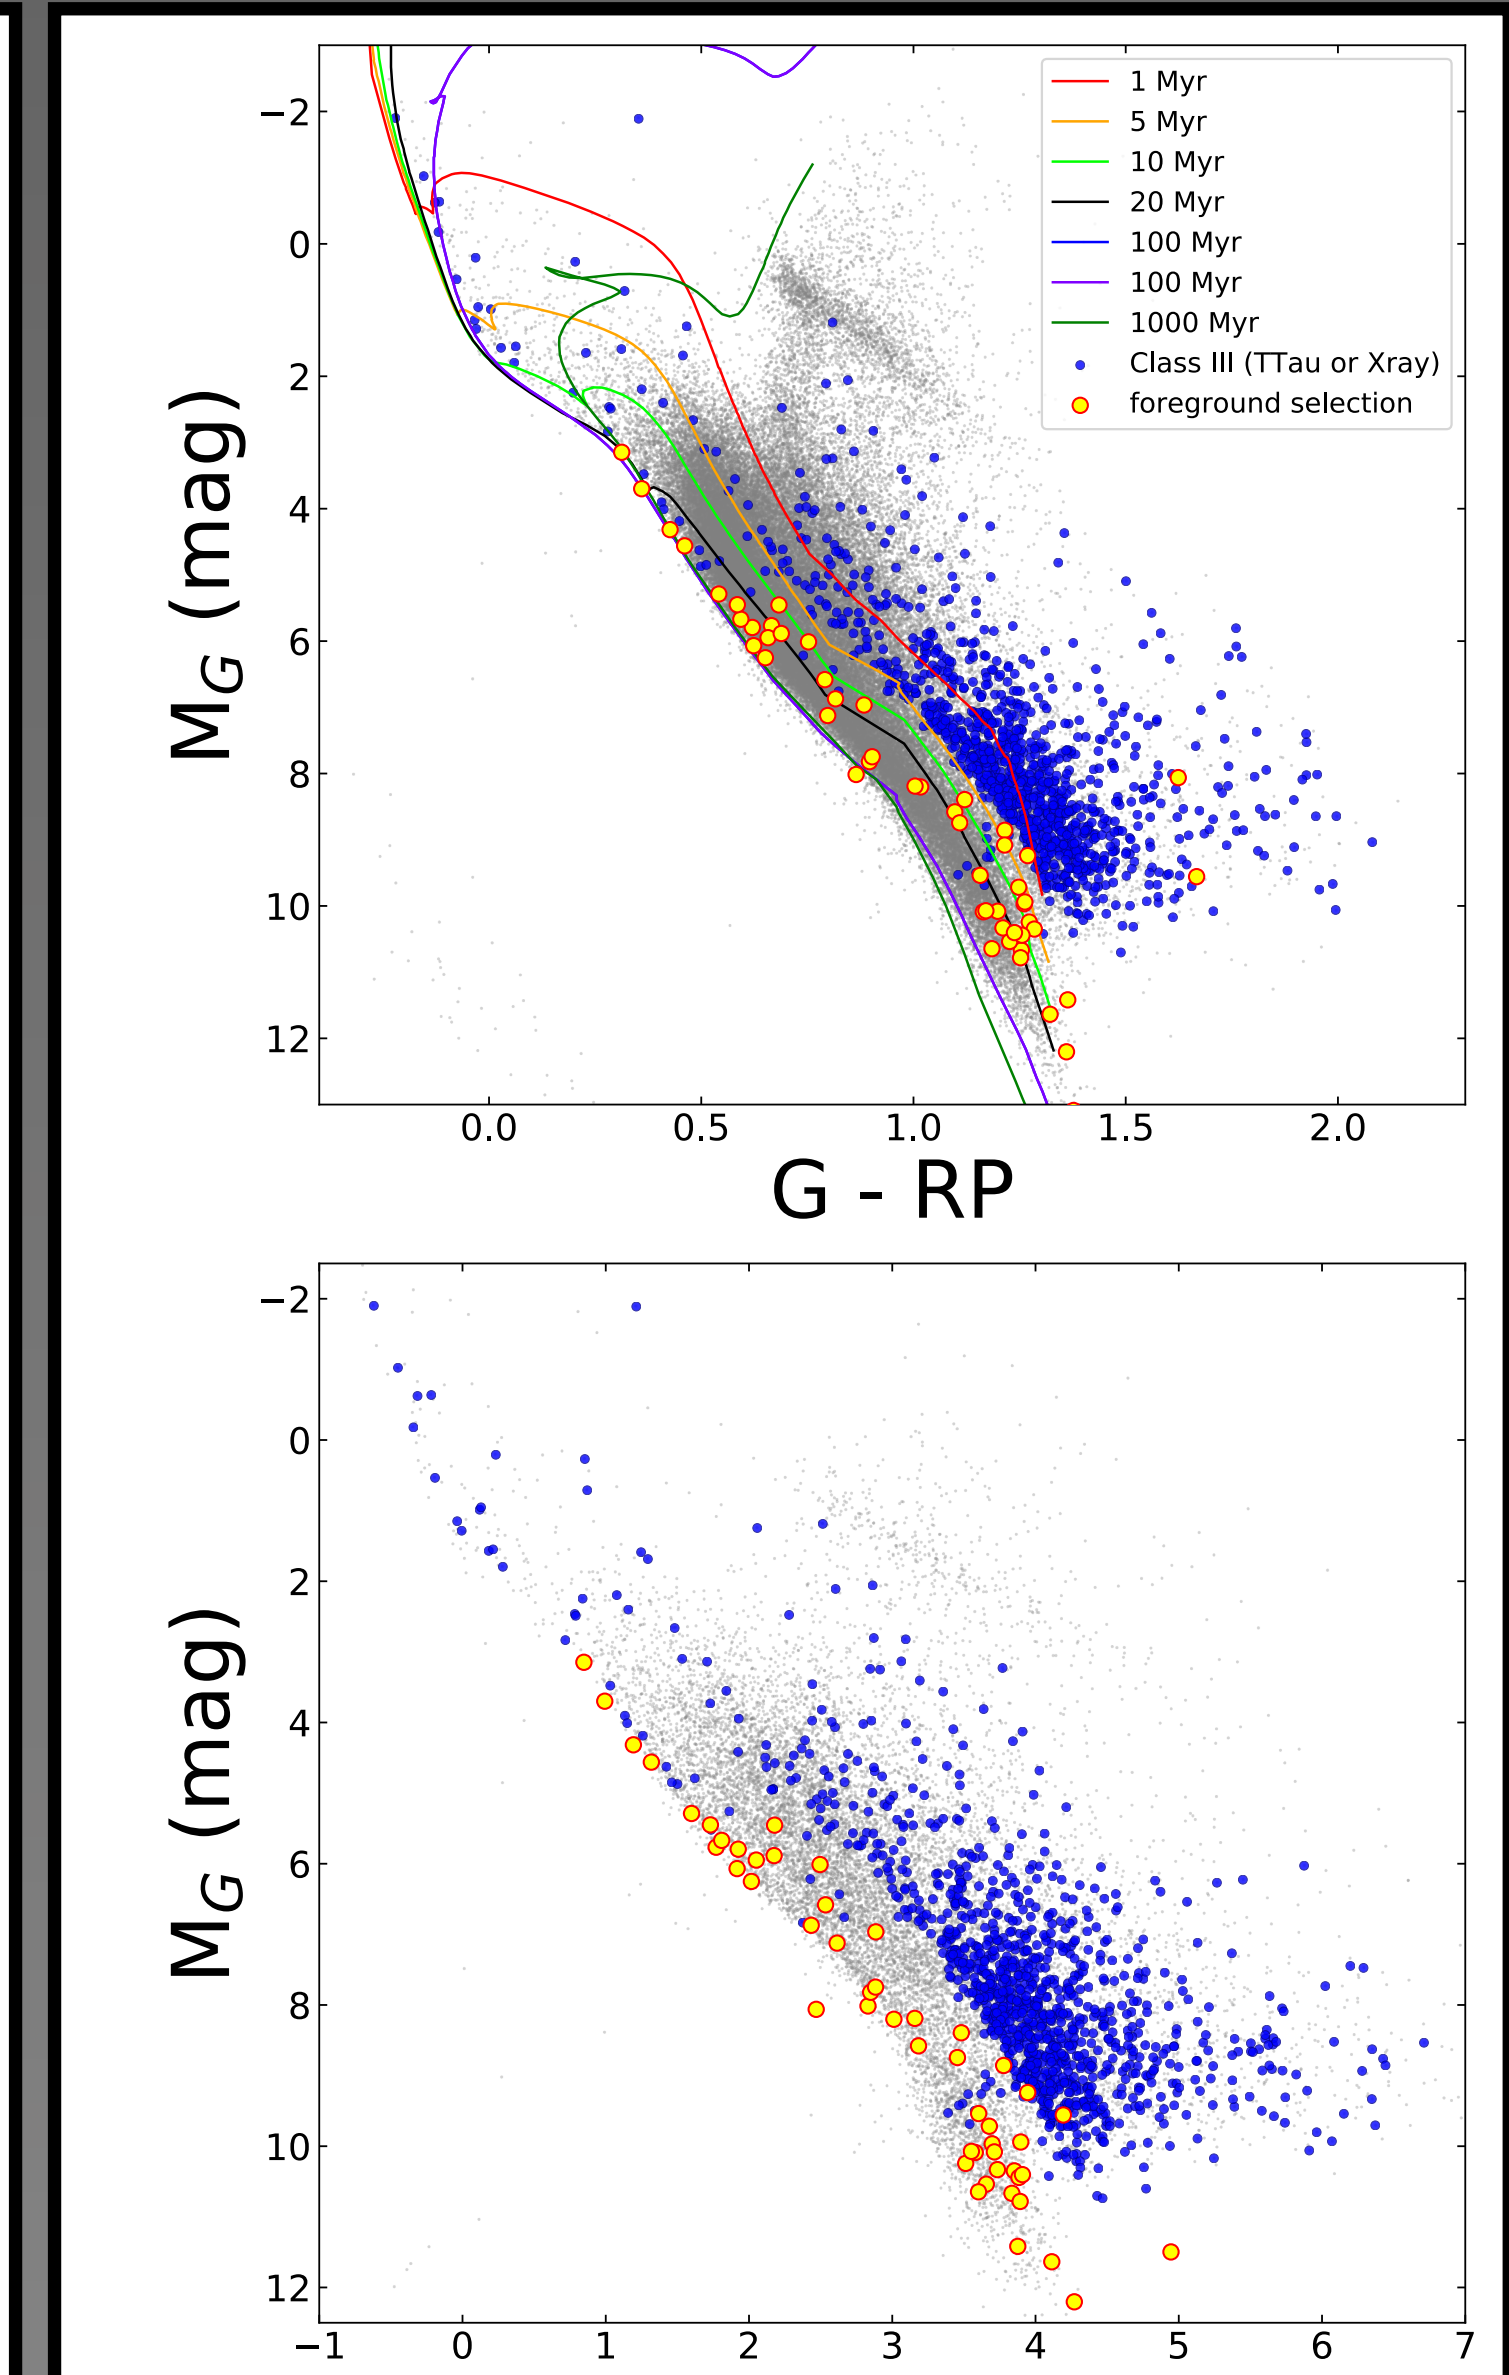 M_G (mag)
−2
0
2
4
6
8
10
12
1 Myr
5 Myr
10 Myr
20 Myr
100 Myr
100 Myr
1000 Myr
Class III (TTau or Xray)
foreground selection
0.0 0.5 1.0 1.5 2.0
G - RP
M_G (mag)
−2
0
2
4
6
8
10
12
−1 0 1 2 3 4 5 6 7